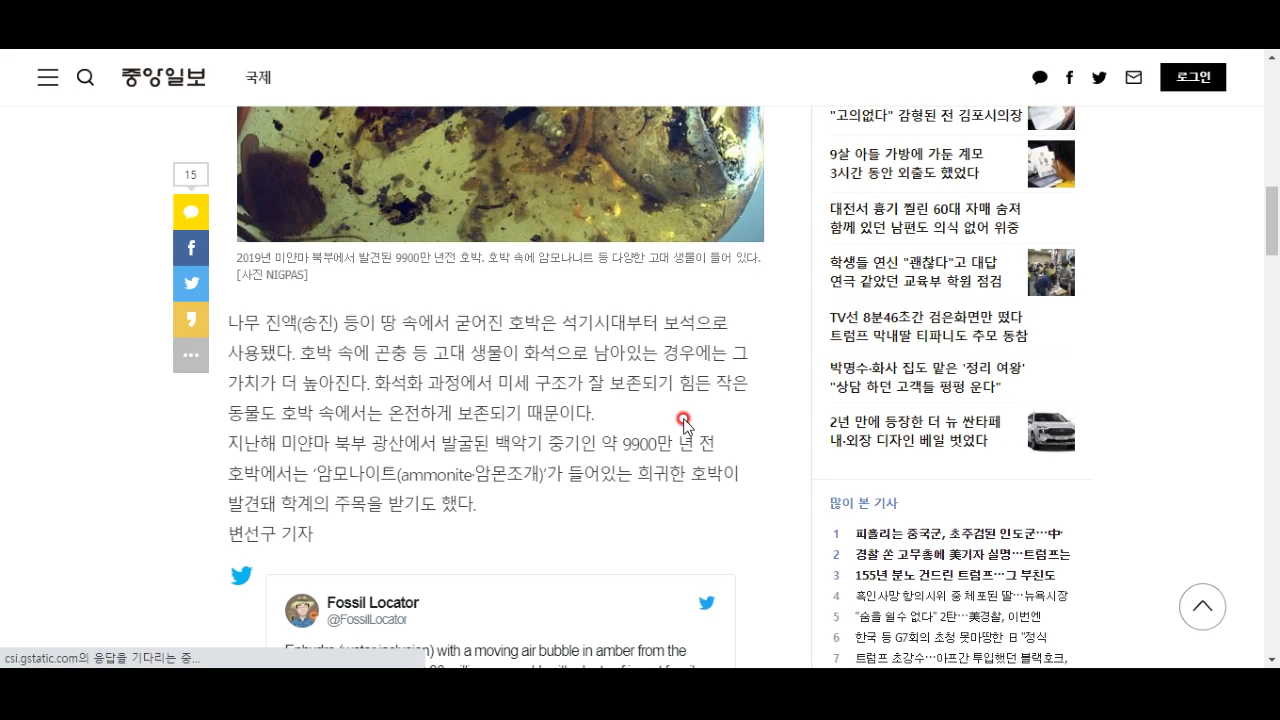 중앙일보
국제
로그인
"고의없다" 감형된 전 김포시의장
9살 아들 가방에 가둔 계모
3시간 동안 외출도 했었다
대전서 흉기 찔린 60대 자매 숨져
함께 있던 남편도 의식 없어 위중
학생들 연신 "괜찮다"고 대답
연극 같았던 교육부 학원 점검
TV선 8분46초간 검은화면만 떴다
트럼프 막내딸 티파니도 추모 동참
박명수·화사 집도 맡은 '정리 여왕'
"상담 하던 고객들 펑펑 운다"
2년 만에 등장한 더 뉴 싼타페
내·외장 디자인 베일 벗었다
많이 본 기사
1 피흘리는 중국군, 초주검된 인도군…中·
2 경찰 쏜 고무총에 美기자 실명…트럼프는
3 155년 분노 건드린 트럼프…그 부친도
4 흑인사망 항의시위 중 체포된 딸…뉴욕시장
5 "숨을 쉴수 없다" 2탄…美경찰, 이번엔
6 한국 등 G7회의 초청 못마땅한 日 "정식
7 트럼프 초강수…아프간 투입했던 블랙호크,
15
2019년 미얀마 북부에서 발견된 9900만 년전 호박. 호박 속에 암모나니트 등 다양한 고대 생물이 들어 있다.
[사진 NIGPAS]
나무 진액(송진) 등이 땅 속에서 굳어진 호박은 석기시대부터 보석으로
사용됐다. 호박 속에 곤충 등 고대 생물이 화석으로 남아있는 경우에는 그
가치가 더 높아진다. 화석화 과정에서 미세 구조가 잘 보존되기 힘든 작은
동물도 호박 속에서는 온전하게 보존되기 때문이다.
지난해 미얀마 북부 광산에서 발굴된 백악기 중기인 약 9900만 년 전
호박에서는 ‘암모나이트(ammonite·암몬조개)’가 들어있는 희귀한 호박이
발견돼 학계의 주목을 받기도 했다.
변선구 기자
Fossil Locator
@FossilLocator
Enhydro (water inclusion) with a moving air bubble in amber from the
csi.gstatic.com의 응답을 기다리는 중...